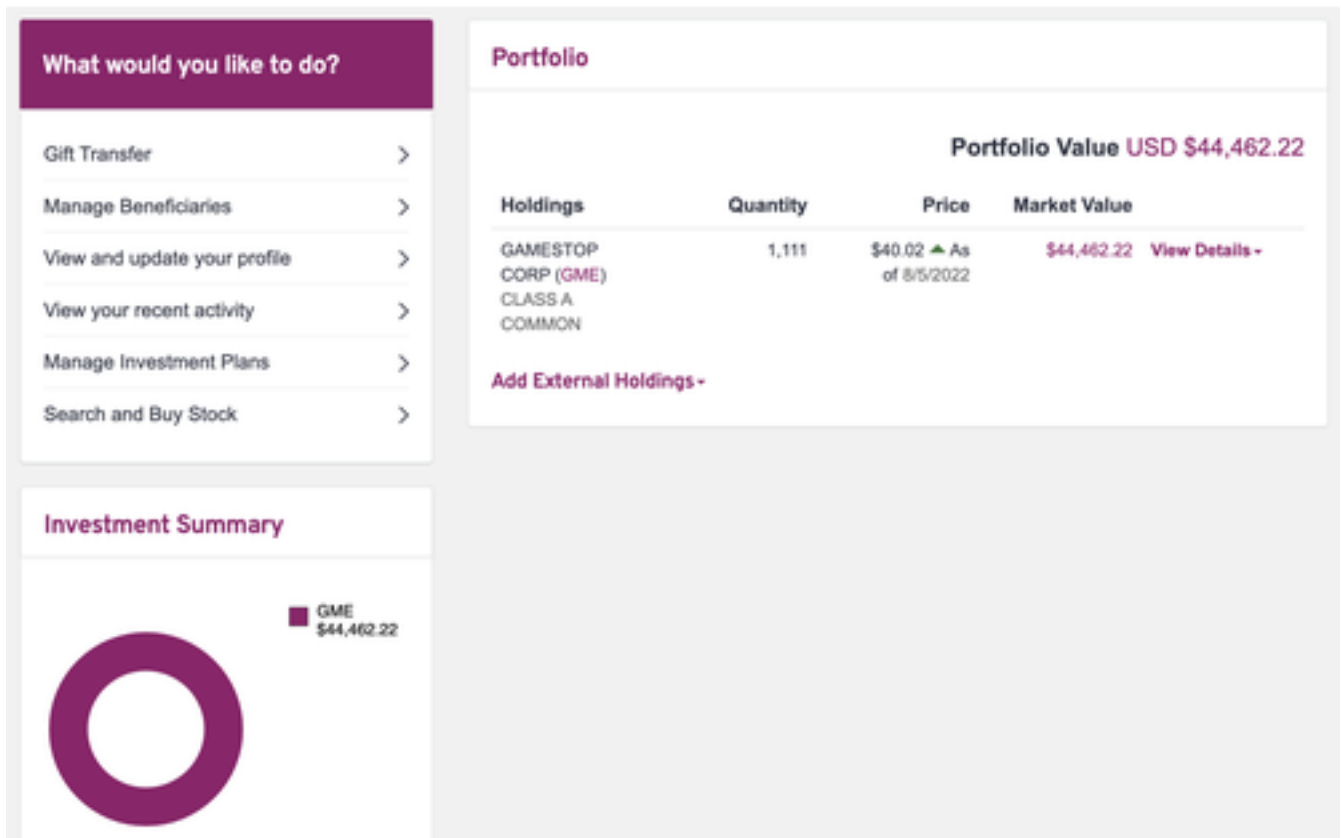 What would you like to do?
Gift Transfer
Manage Beneficiaries
View and update your profile
View your recent activity
Manage Investment Plans
Search and Buy Stock
Portfolio
Portfolio Value USD $44,462.22
Holdings Quantity Price Market Value
GAMESTOP 1,111 $40.02 ▲ As $44,462.22 View Details
CORP (GME) of 8/5/2022
CLASS A
COMMON
Add External Holdings
Investment Summary
GME
$44,462.22